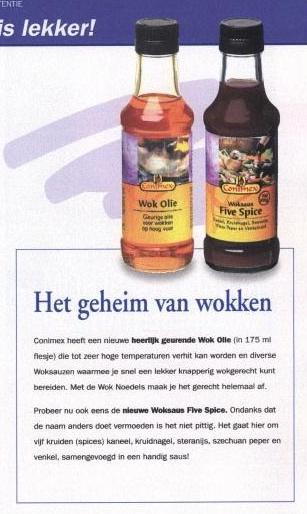 TENTIE
is lekker!
Conimex
Wok Olie
Geurige olie
voor wokken
op hoog vuur
Conimex
Woksaus
Five Spice
Het geheim van wokken
Conimex heeft een nieuwe heerlijk geurende Wok Olie (in 175 ml
flesje) die tot zeer hoge temperaturen verhit kan worden en diverse
Woksauzen waarmee je snel een lekker knapperig wokgerecht kunt
bereiden. Met de Wok Noedels maak je het gerecht helemaal af.
Probeer nu ook eens de nieuwe Woksaus Five Spice. Ondanks dat
de naam anders doet vermoeden is het niet pittig. Het gaat hier om
vijf kruiden (spices) kaneel, kruidnagel, steranijs, szechuan peper en
venkel, samengevoegd in een handig saus!